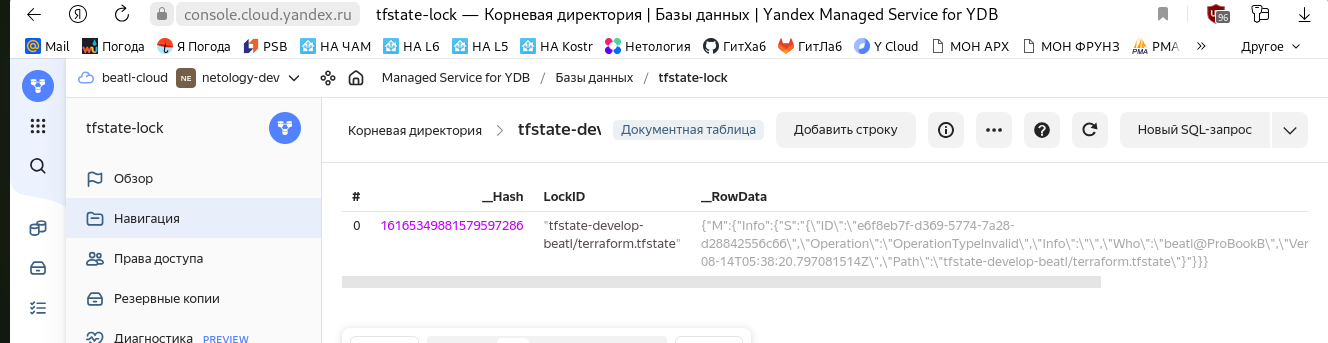 console.cloud.yandex.ru tfstate-lock — Корневая директория | Базы данных | Yandex Managed Service for YDB 96
Mail Погода Я Погода PSB НА ЧАМ НА L6 НА L5 НА Kostr Нетология ГитХаб ГитЛаб Y Cloud МОН АРХ МОН ФРУНЗ PMA » Другое
beatl-cloud NE netology-dev Managed Service for YDB / Базы данных / tfstate-lock
tfstate-lock
Корневая директория tfstate-dev Документная таблица Добавить строку Новый SQL-запрос
Обзор
Навигация
Права доступа
Резервные копии
Диагностика PREVIEW
# __Hash LockID __RowData
0 16165349881579597286 "tfstate-develop- {"M":{"Info":{"S":"{\"ID\":\"e6f8eb7f-d369-5774-7a28-
beatl/terraform.tfstate" d28842556c66\",\"Operation\":\"OperationTypeInvalid\",\"Info\":\"\",\"Who\":\"beatl@ProBookB\",\"Ver
08-14T05:38:20.797081514Z\",\"Path\":\"tfstate-develop-beatl/terraform.tfstate\"}"}}}